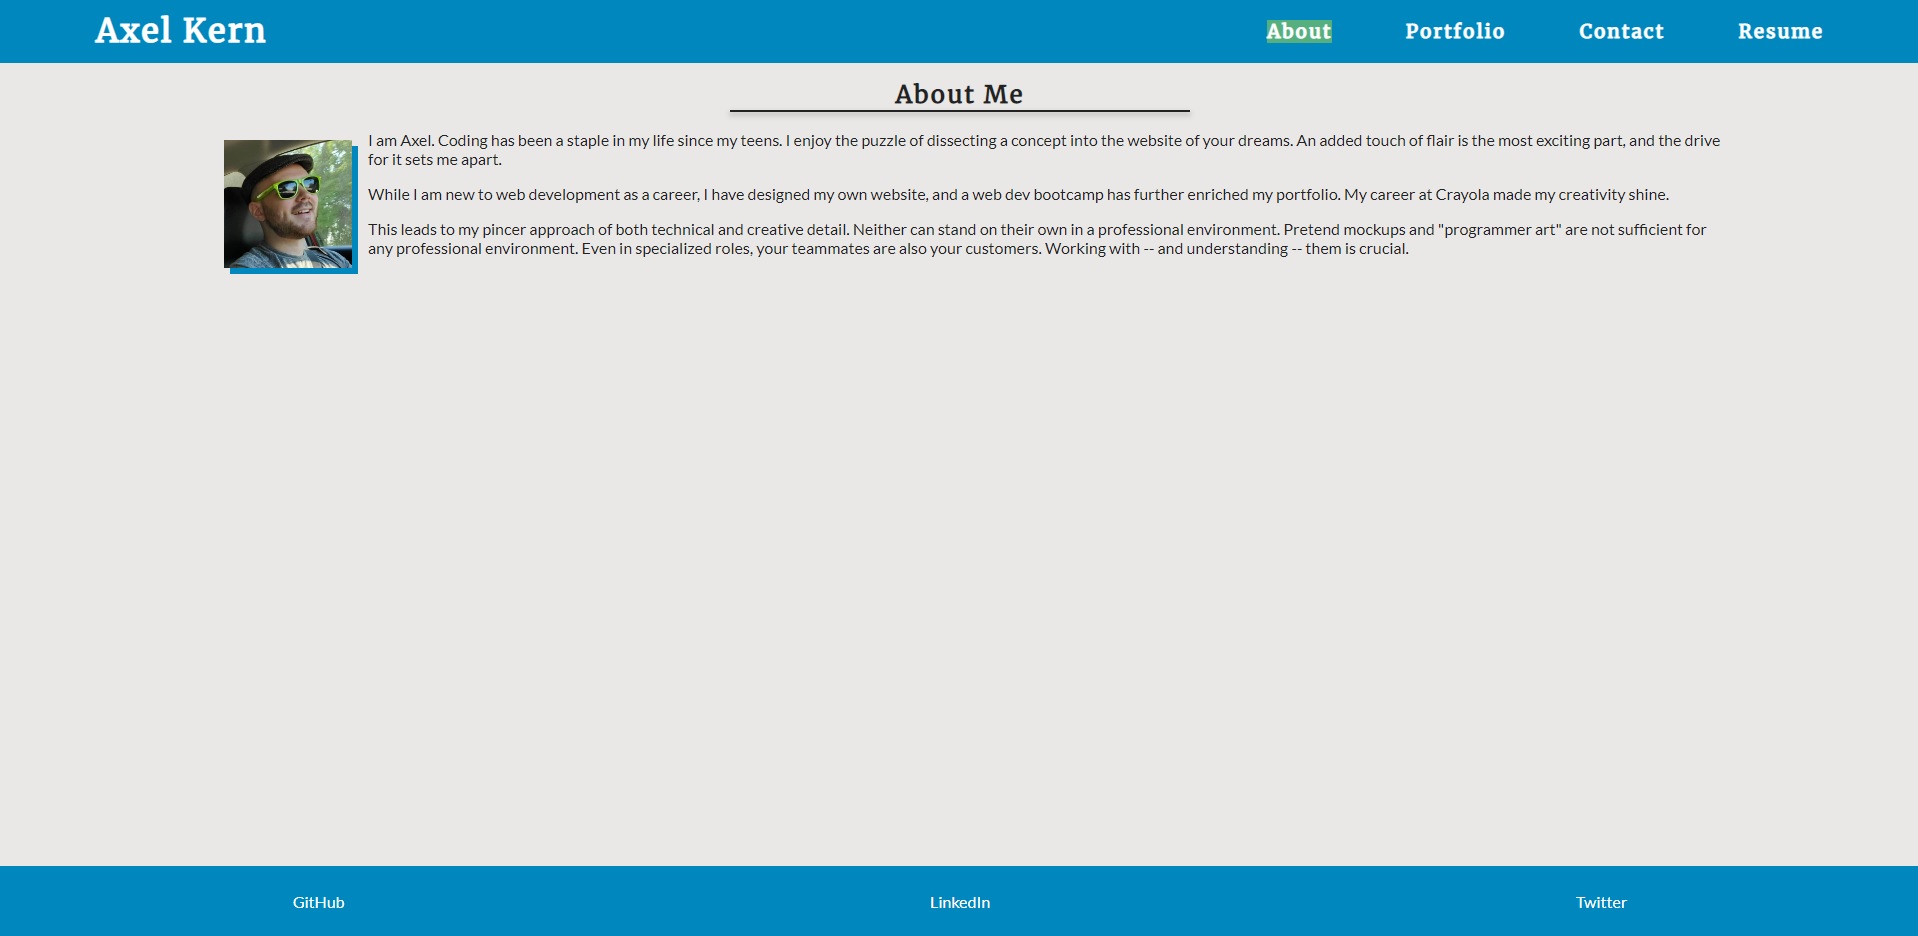 Axel Kern
About Portfolio Contact Resume
About Me
I am Axel. Coding has been a staple in my life since my teens. I enjoy the puzzle of dissecting a concept into the website of your dreams. An added touch of flair is the most exciting part, and the drive
for it sets me apart.
While I am new to web development as a career, I have designed my own website, and a web dev bootcamp has further enriched my portfolio. My career at Crayola made my creativity shine.
This leads to my pincer approach of both technical and creative detail. Neither can stand on their own in a professional environment. Pretend mockups and "programmer art" are not sufficient for
any professional environment. Even in specialized roles, your teammates are also your customers. Working with -- and understanding -- them is crucial.
GitHub LinkedIn Twitter